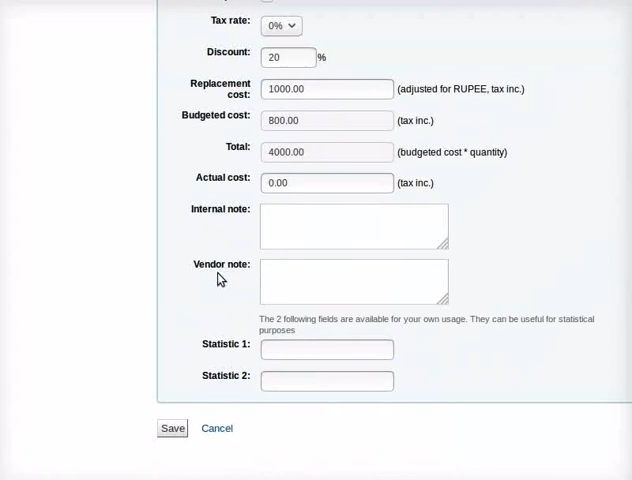 Tax rate: 0%
Discount: 20 %
Replacement cost: 1000.00 (adjusted for RUPEE, tax inc.)
Budgeted cost: 800.00 (tax inc.)
Total: 4000.00 (budgeted cost * quantity)
Actual cost: 0.00 (tax inc.)
Internal note:
Vendor note:
The 2 following fields are available for your own usage. They can be useful for statistical
purposes
Statistic 1:
Statistic 2:
Save Cancel